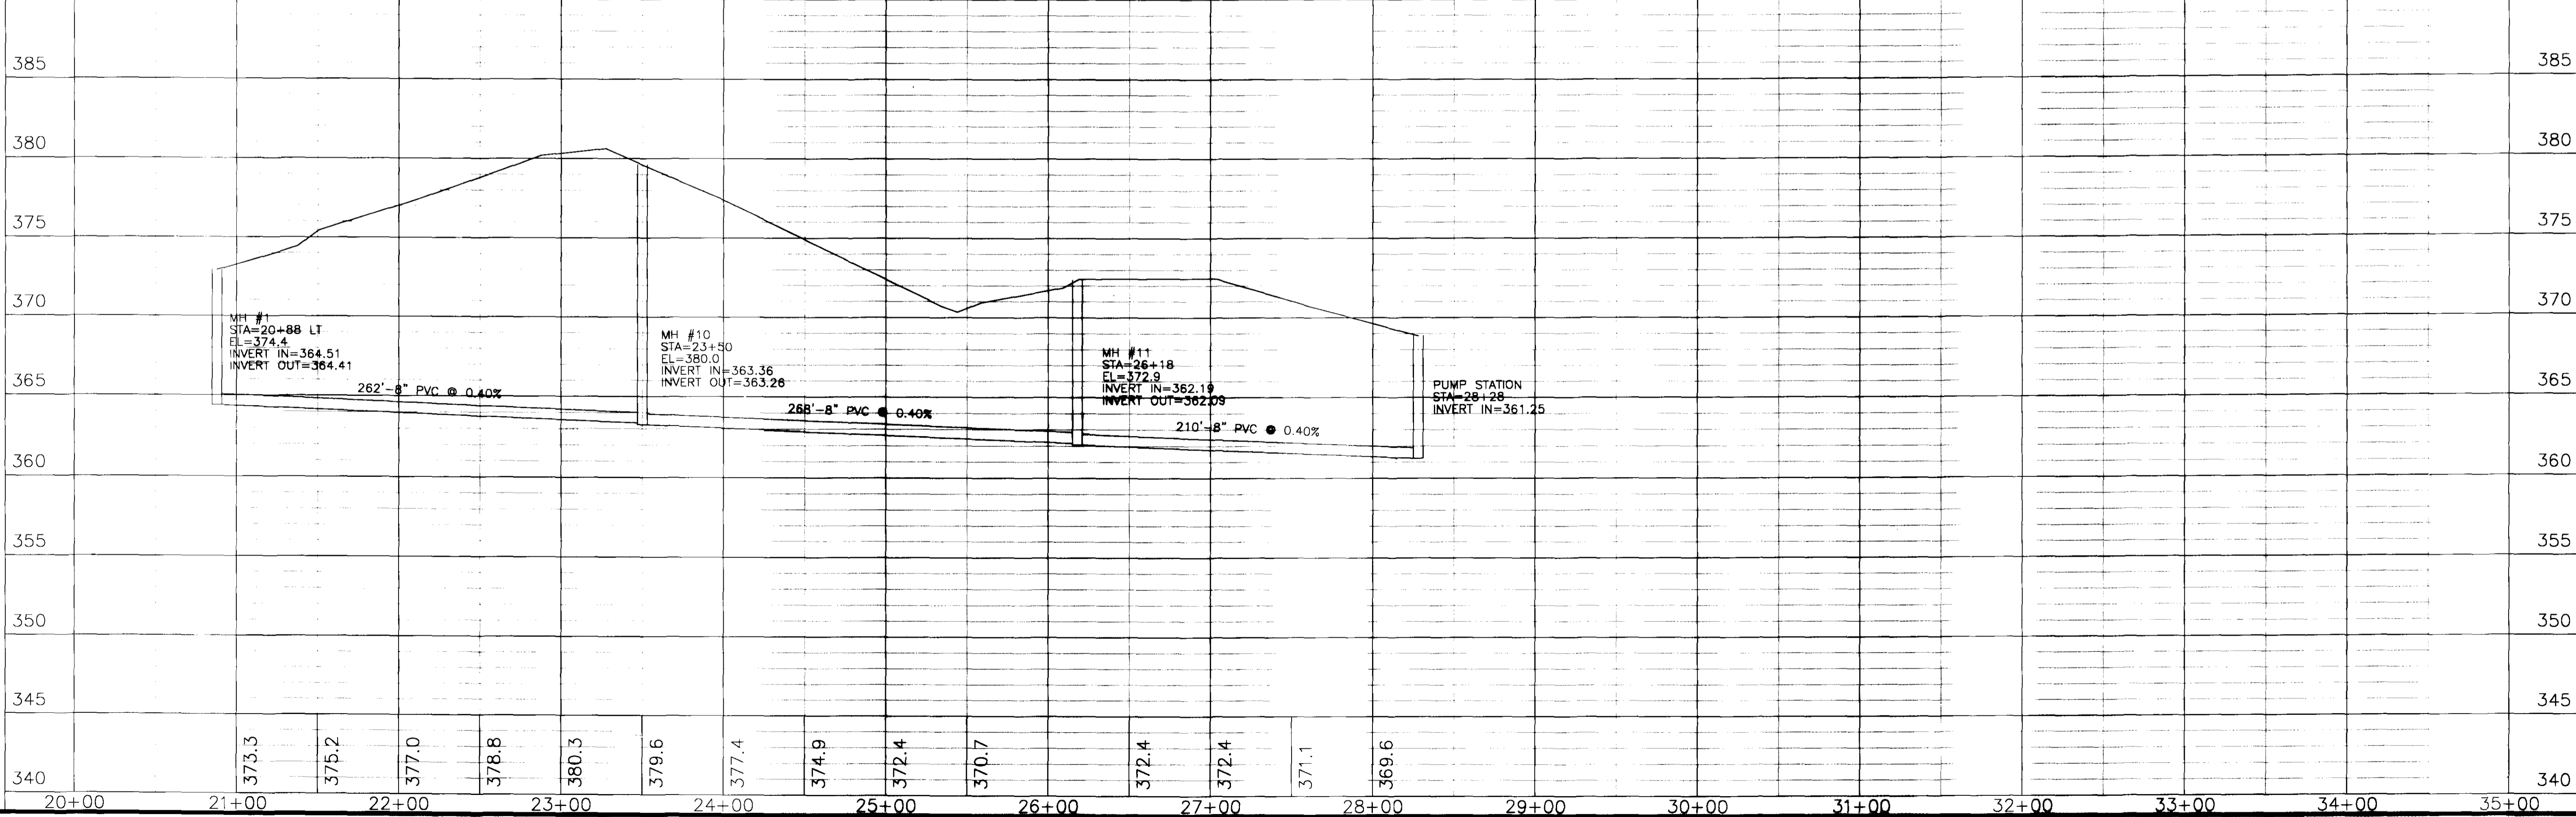 385
385
380
380
375
375
370
370
MH #1
STA=20+88 LT
EL=374.4
INVERT IN=364.51
INVERT OUT=364.41
MH #10
STA=23+50
EL=380.0
INVERT IN=363.36
INVERT OUT=363.26
MH #11
STA=26+18
EL=372.9
INVERT IN=362.19
INVERT OUT=362.09
PUMP STATION
STA=28+28
INVERT IN=361.25
365
365
262'-8" PVC @ 0.40%
268'-8" PVC @ 0.40%
210'-8" PVC @ 0.40%
360
360
355
355
350
350
345
345
373.3
375.2
377.0
378.8
380.3
379.6
377.4
374.9
372.4
370.7
372.4
372.4
371.1
369.6
340
340
20+00 21+00 22+00 23+00 24+00 25+00 26+00 27+00 28+00 29+00 30+00 31+00 32+00 33+00 34+00 35+00